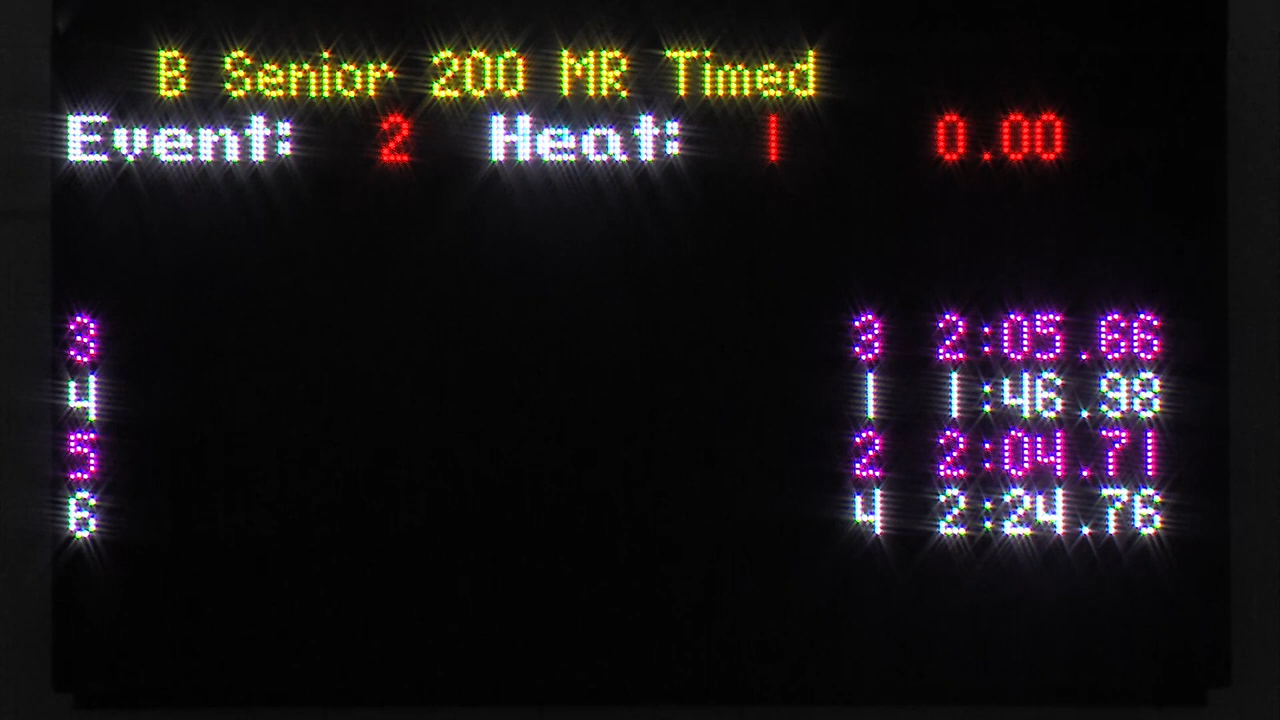 B Senior 200 MR Timed
Event: 2 Heat: 1 0.00
3 3 2:05.66
4 1 1:46.98
5 2 2:04.71
6 4 2:24.76